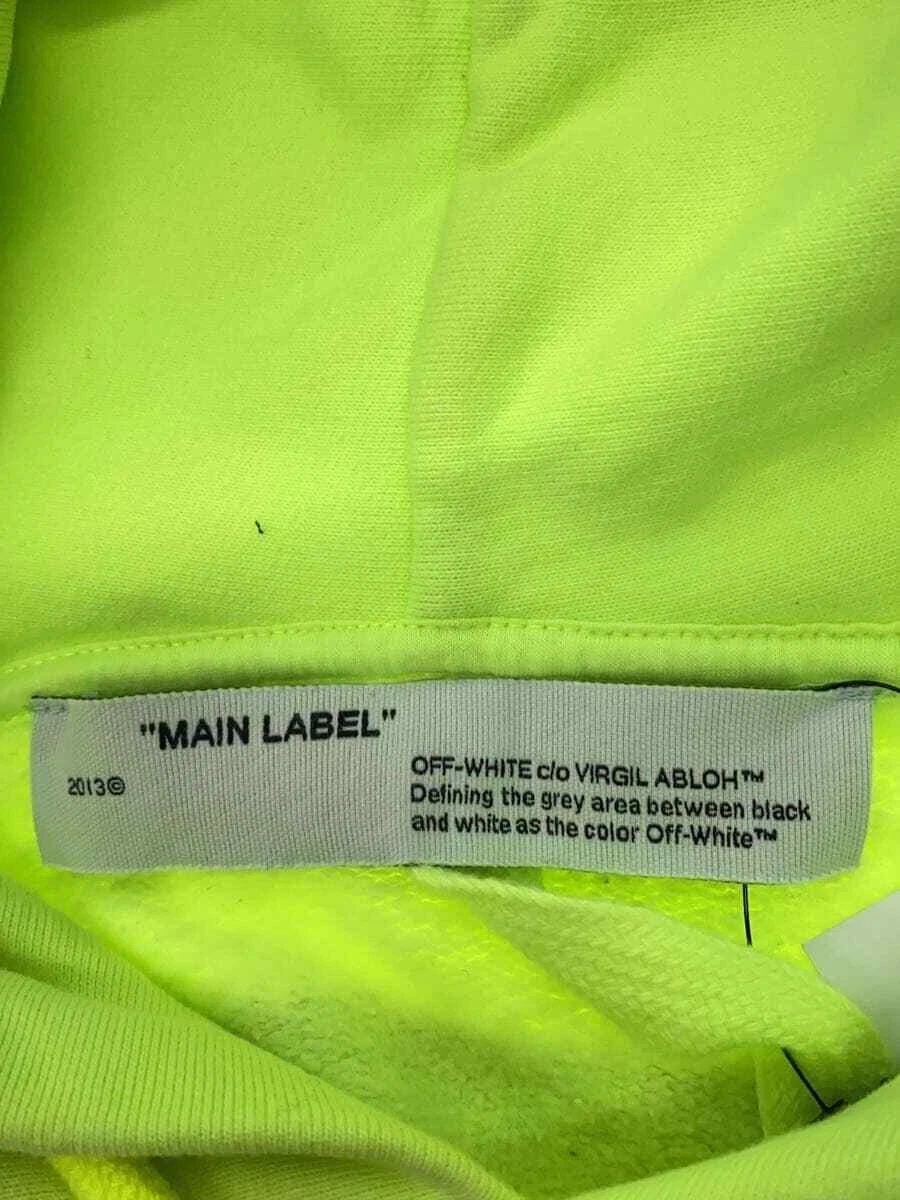 "MAIN LABEL"
2013©
OFF-WHITE c/o VIRGIL ABLOH™
Defining the grey area between black
and white as the color Off-White™